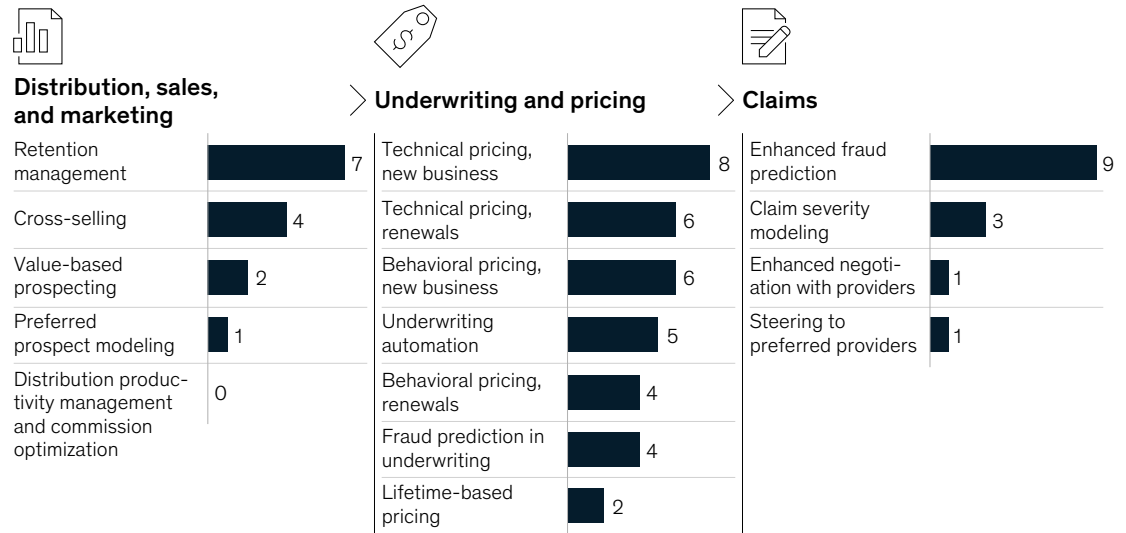 Distribution, sales,
and marketing
Retention
management
7
Cross-selling
4
Value-based
prospecting
2
Preferred
prospect modeling
1
Distribution produc-
tivity management
and commission
optimization
0
Underwriting and pricing
Technical pricing,
new business
8
Technical pricing,
renewals
6
Behavioral pricing,
new business
6
Underwriting
automation
5
Behavioral pricing,
renewals
4
Fraud prediction in
underwriting
4
Lifetime-based
pricing
2
Claims
Enhanced fraud
prediction
9
Claim severity
modeling
3
Enhanced negoti-
ation with providers
1
Steering to
preferred providers
1